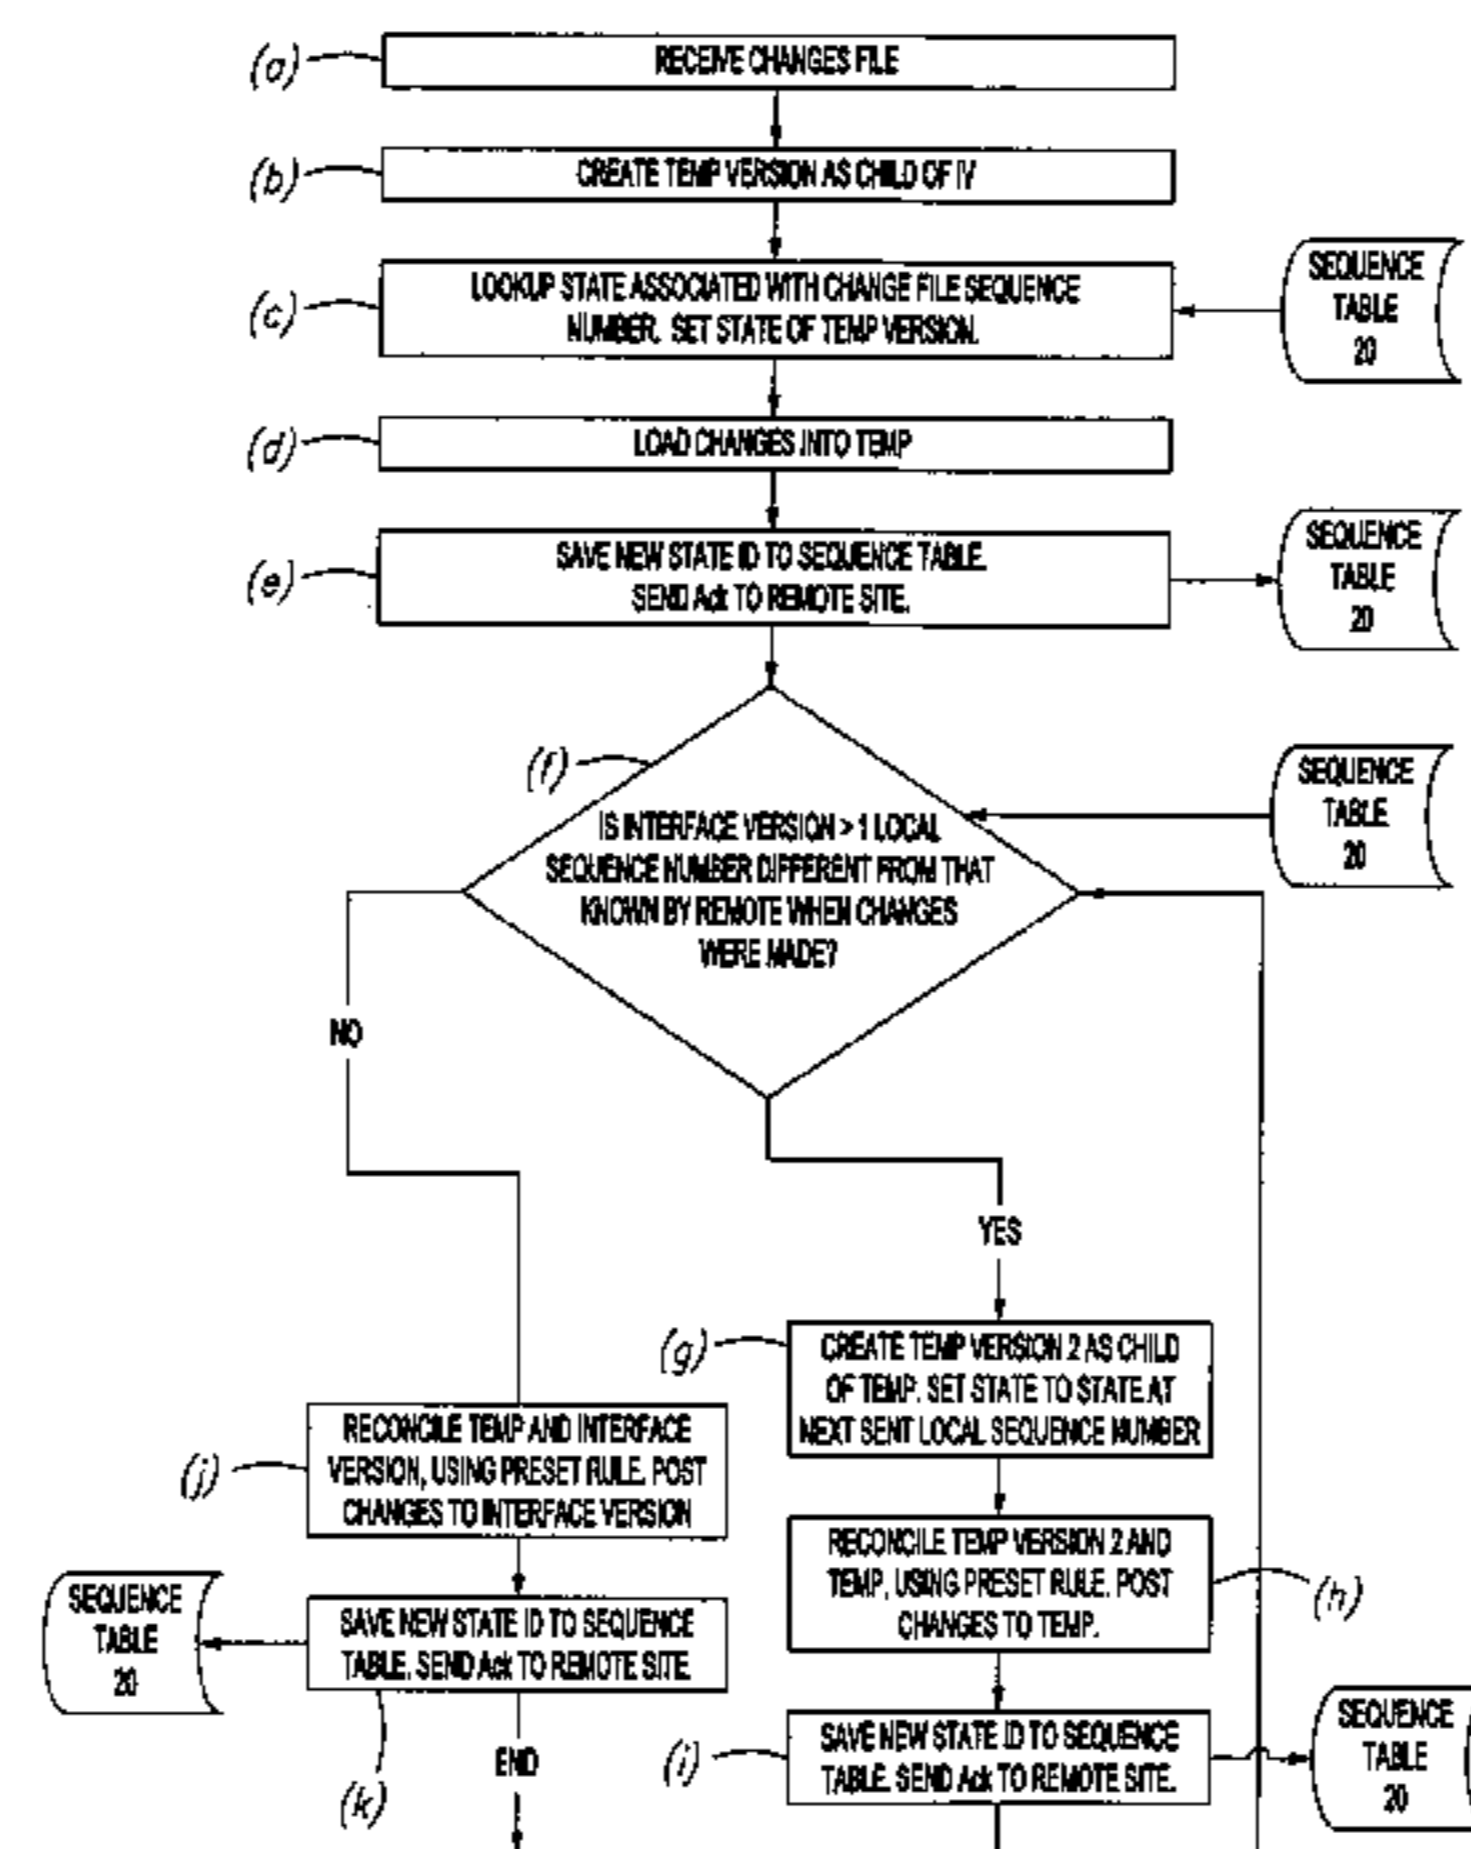 (a)
RECEIVE CHANGES FILE
(b)
CREATE TEMP VERSION AS CHILD OF IV
(c)
LOOKUP STATE ASSOCIATED WITH CHANGE FILE SEQUENCE
NUMBER. SET STATE OF TEMP VERSION.
SEQUENCE
TABLE
20
(d)
LOAD CHANGES INTO TEMP
(e)
SAVE NEW STATE ID TO SEQUENCE TABLE.
SEND Ack TO REMOTE SITE.
SEQUENCE
TABLE
20
(f)
IS INTERFACE VERSION > 1 LOCAL
SEQUENCE NUMBER DIFFERENT FROM THAT
KNOWN BY REMOTE WHEN CHANGES
WERE MADE?
SEQUENCE
TABLE
20
NO
YES
(g)
CREATE TEMP VERSION 2 AS CHILD
OF TEMP. SET STATE TO STATE AT
NEXT SENT LOCAL SEQUENCE NUMBER
(j)
RECONCILE TEMP AND INTERFACE
VERSION, USING PRESET RULE. POST
CHANGES TO INTERFACE VERSION
RECONCILE TEMP VERSION 2 AND
TEMP, USING PRESET RULE. POST
CHANGES TO TEMP.
(h)
SEQUENCE
TABLE
20
SAVE NEW STATE ID TO SEQUENCE
TABLE. SEND Ack TO REMOTE SITE.
(k)
END
(i)
SAVE NEW STATE ID TO SEQUENCE
TABLE. SEND Ack TO REMOTE SITE.
SEQUENCE
TABLE
20